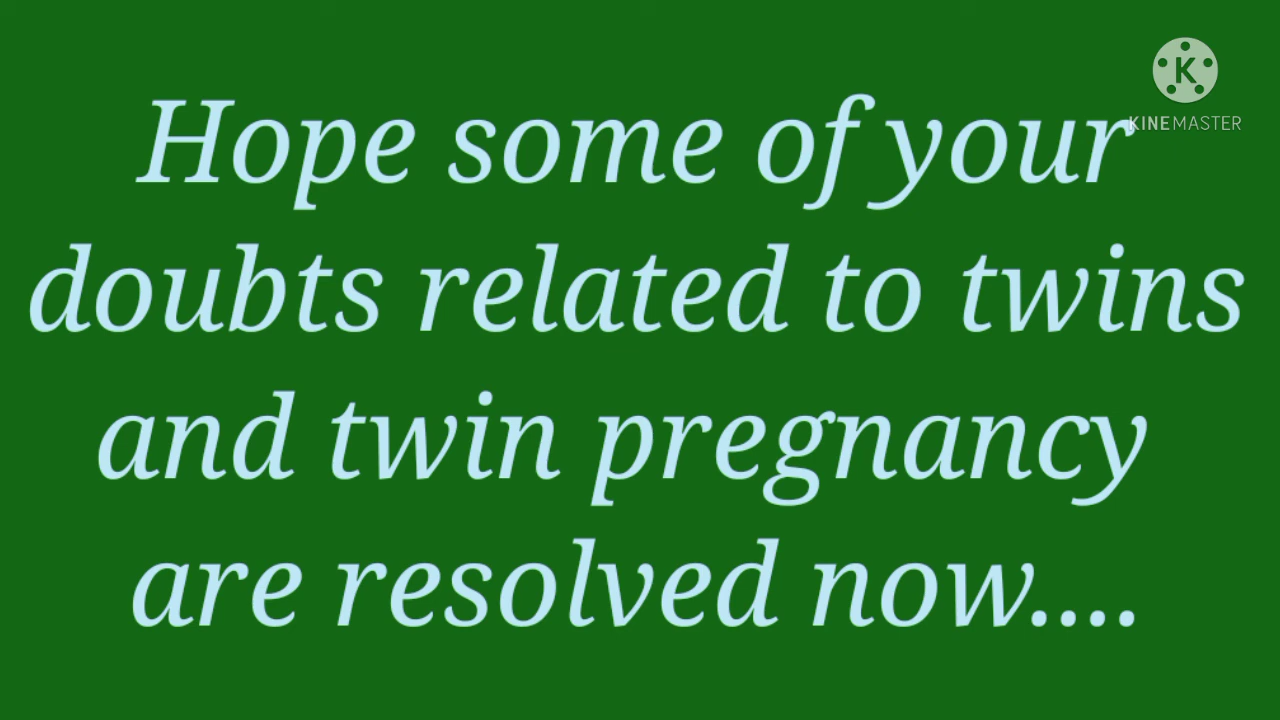 K
KINEMASTER
Hope some of your
doubts related to twins
and twin pregnancy
are resolved now....